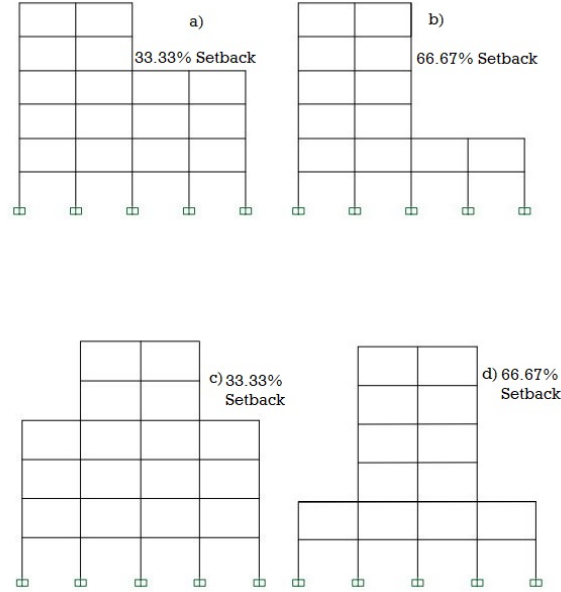 a)
33.33% Setback
b)
66.67% Setback
c) 33.33%
Setback
d) 66.67%
Setback